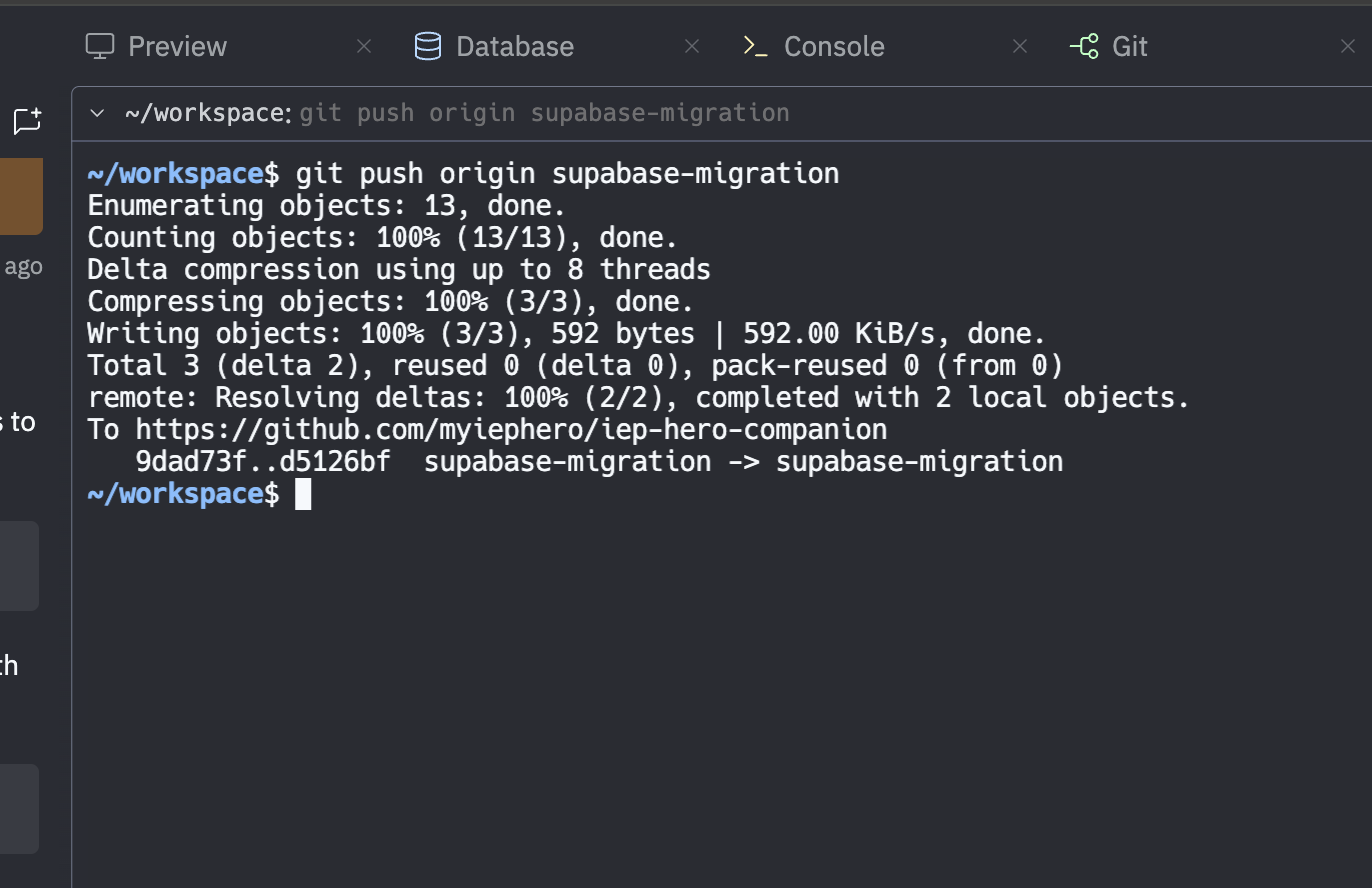 Preview
Database
Console
Git
~/workspace: git push origin supabase-migration
~/workspace$ git push origin supabase-migration
Enumerating objects: 13, done.
Counting objects: 100% (13/13), done.
Delta compression using up to 8 threads
Compressing objects: 100% (3/3), done.
Writing objects: 100% (3/3), 592 bytes | 592.00 KiB/s, done.
Total 3 (delta 2), reused 0 (delta 0), pack-reused 0 (from 0)
remote: Resolving deltas: 100% (2/2), completed with 2 local objects.
To https://github.com/myiephero/iep-hero-companion
9dad73f..d5126bf  supabase-migration -> supabase-migration
~/workspace$
ago
to